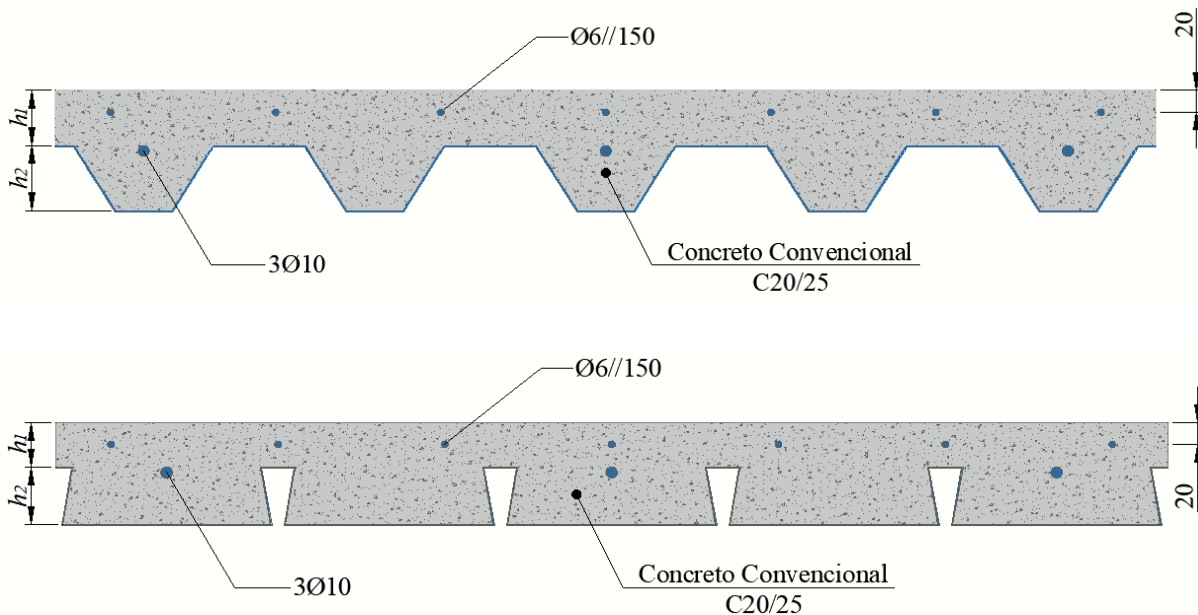 Ø6//150
20
h1
h2
3Ø10
Concreto Convencional
C20/25
Ø6//150
h1
h2
20
3Ø10
Concreto Convencional
C20/25